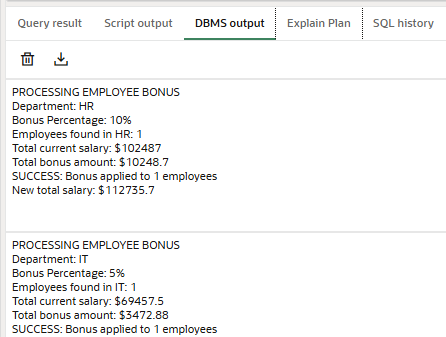 Query result Script output DBMS output Explain Plan SQL history
PROCESSING EMPLOYEE BONUS
Department: HR
Bonus Percentage: 10%
Employees found in HR: 1
Total current salary: $102487
Total bonus amount: $10248.7
SUCCESS: Bonus applied to 1 employees
New total salary: $112735.7
PROCESSING EMPLOYEE BONUS
Department: IT
Bonus Percentage: 5%
Employees found in IT: 1
Total current salary: $69457.5
Total bonus amount: $3472.88
SUCCESS: Bonus applied to 1 employees